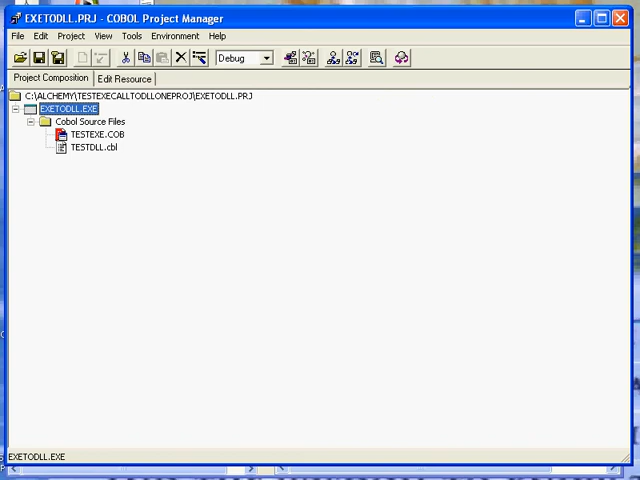 EXETODLL.PRJ - COBOL Project Manager
File Edit Project View Tools Environment Help
Debug
Project Composition Edit Resource
C:\ALCHEMY\TESTEXECALLTODLLONEPROJ\EXETODLL.PRJ
EXETODLL.EXE
Cobol Source Files
TESTEXE.COB
TESTDLL.cbl
EXETODLL.EXE